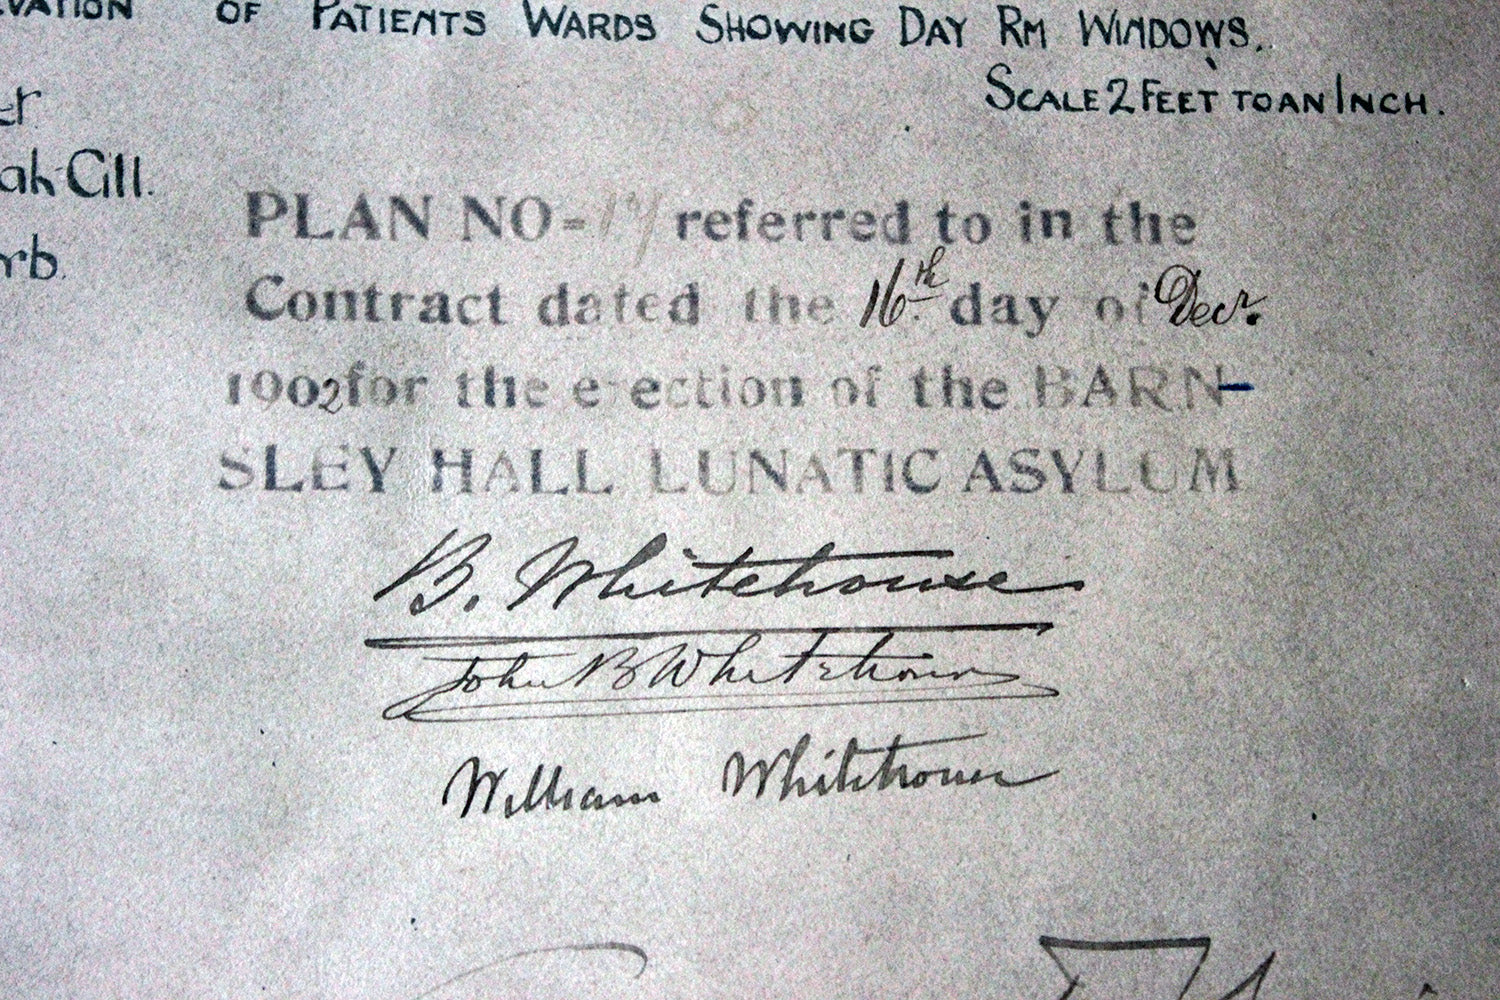 OF PATIENTS WARDS SHOWING DAY RM WINDOWS.
SCALE 2 FEET TO AN INCH.
Cill.
PLAN NO= referred to in the
Contract dated the 16th day of Decr.
1902 for the erection of the BARN-
SLEY HALL LUNATIC ASYLUM
B. Whitehouse
John B Whitehouse
William Whitehouse